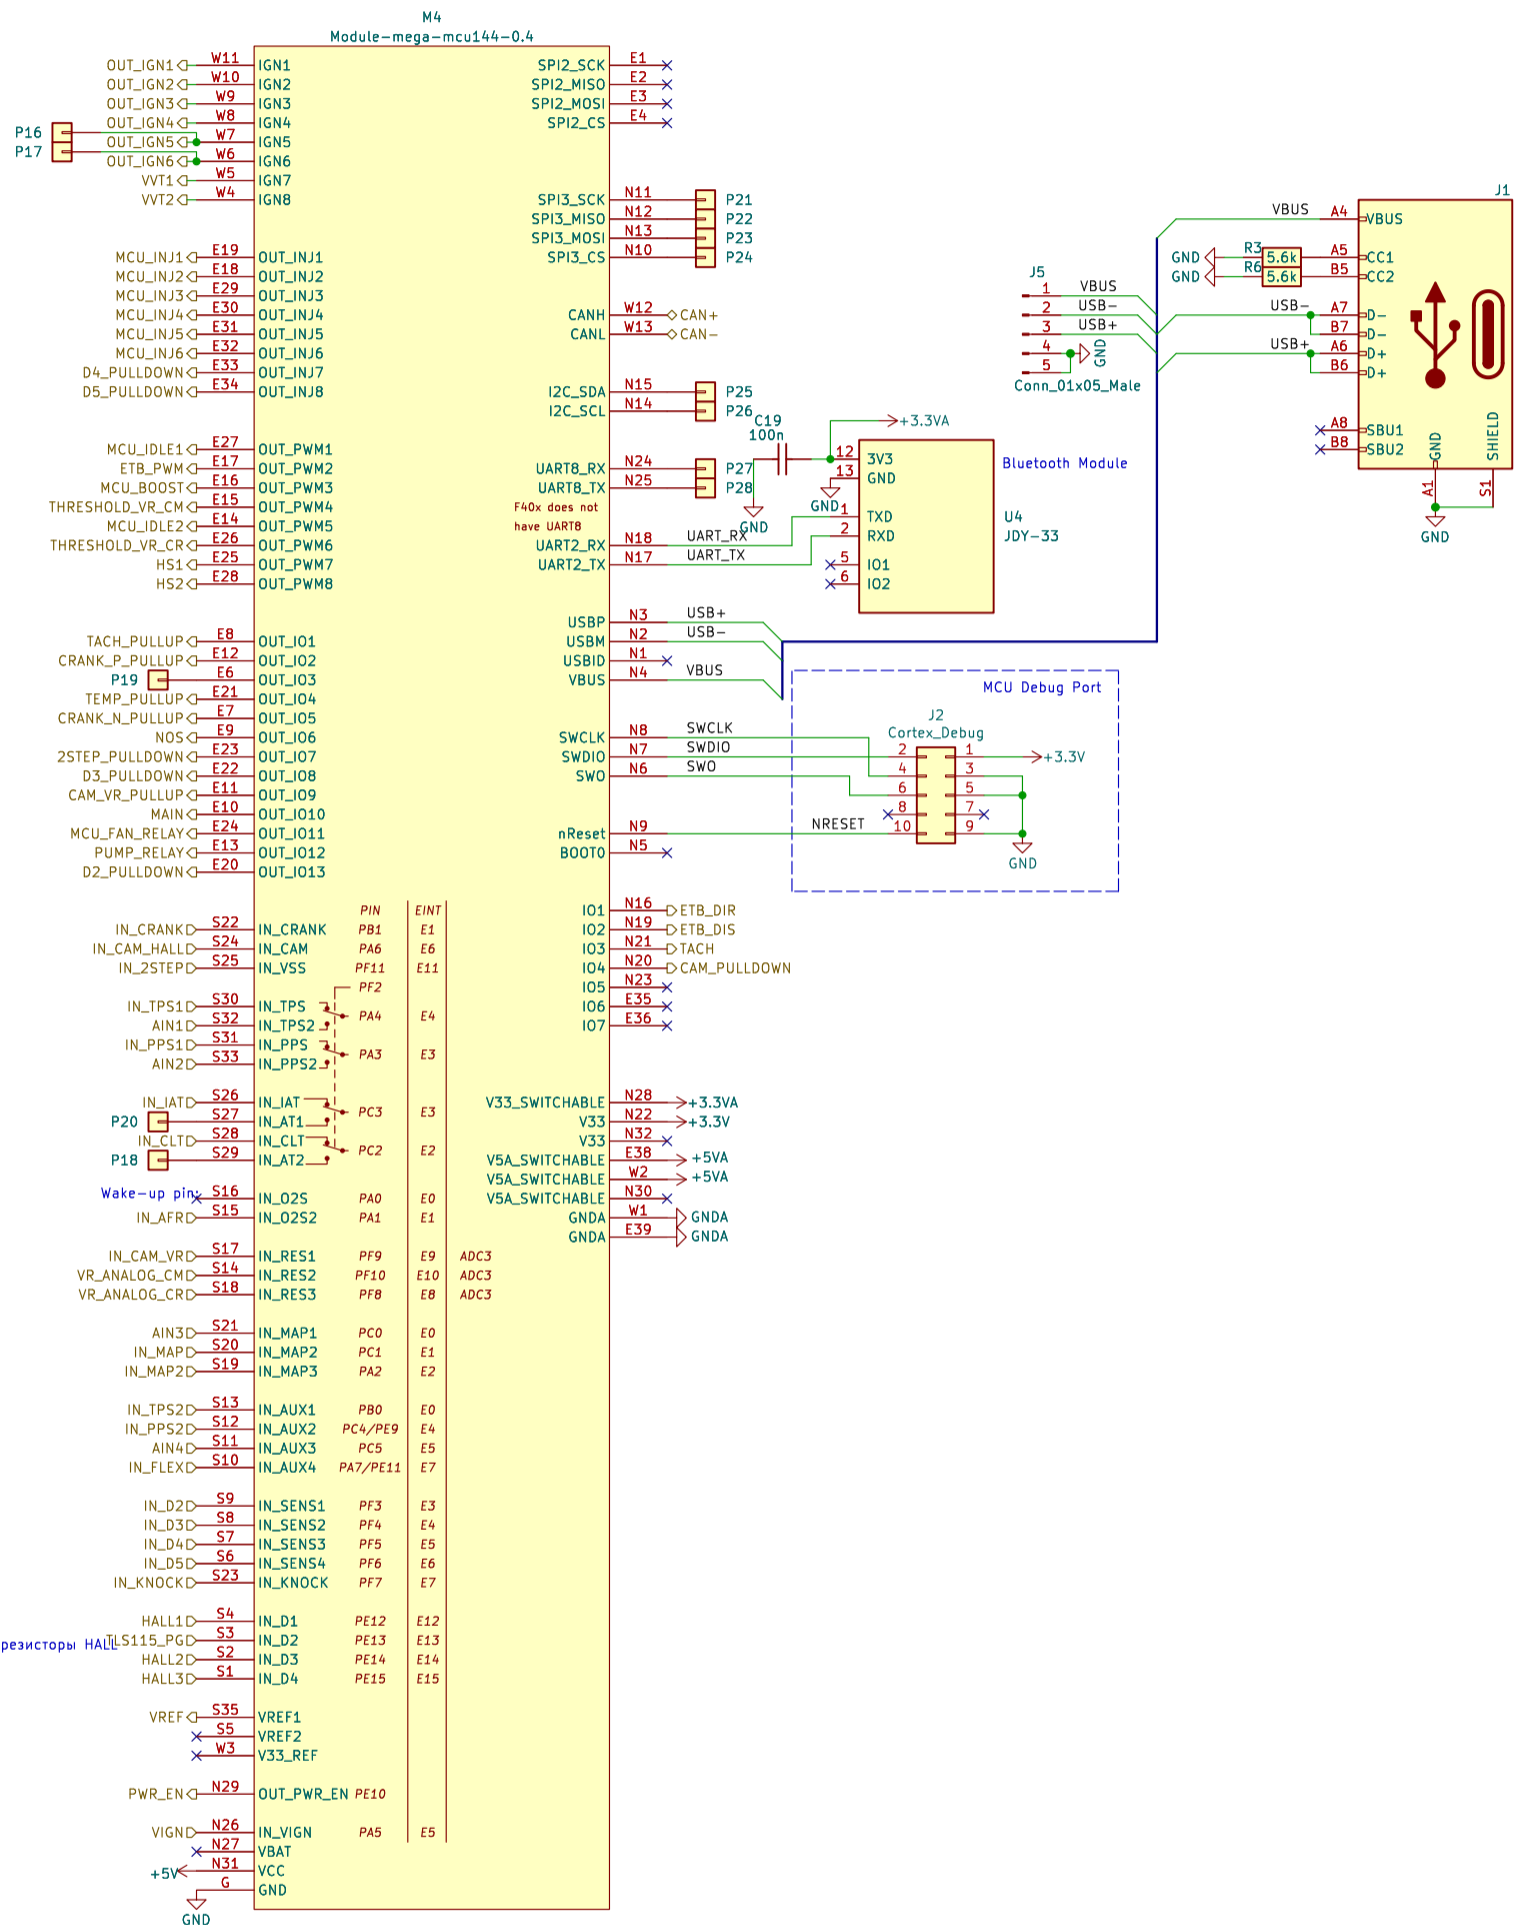 M4
Module-mega-mcu144-0.4
OUT_IGN1 W11 IGN1
OUT_IGN2 W10 IGN2
OUT_IGN3 W9 IGN3
OUT_IGN4 W8 IGN4
P16 OUT_IGN5 W7 IGN5
P17 OUT_IGN6 W6 IGN6
VVT1 W5 IGN7
VVT2 W4 IGN8
MCU_INJ1 E19 OUT_INJ1
MCU_INJ2 E18 OUT_INJ2
MCU_INJ3 E29 OUT_INJ3
MCU_INJ4 E30 OUT_INJ4
MCU_INJ5 E31 OUT_INJ5
MCU_INJ6 E32 OUT_INJ6
D4_PULLDOWN E33 OUT_INJ7
D5_PULLDOWN E34 OUT_INJ8
MCU_IDLE1 E27 OUT_PWM1
ETB_PWM E17 OUT_PWM2
MCU_BOOST E16 OUT_PWM3
THRESHOLD_VR_CM E15 OUT_PWM4
MCU_IDLE2 E14 OUT_PWM5
THRESHOLD_VR_CR E26 OUT_PWM6
HS1 E25 OUT_PWM7
HS2 E28 OUT_PWM8
TACH_PULLUP E8 OUT_IO1
CRANK_P_PULLUP E12 OUT_IO2
P19 E6 OUT_IO3
TEMP_PULLUP E21 OUT_IO4
CRANK_N_PULLUP E7 OUT_IO5
NOS E9 OUT_IO6
2STEP_PULLDOWN E23 OUT_IO7
D3_PULLDOWN E22 OUT_IO8
CAM_VR_PULLUP E11 OUT_IO9
MAIN E10 OUT_IO10
MCU_FAN_RELAY E24 OUT_IO11
PUMP_RELAY E13 OUT_IO12
D2_PULLDOWN E20 OUT_IO13
PIN EINT
IN_CRANK S22 IN_CRANK PB1 E1
IN_CAM_HALL S24 IN_CAM PA6 E6
IN_2STEP S25 IN_VSS PF11 E11
PF2
IN_TPS1 S30 IN_TPS
PA4 E4
AIN1 S32 IN_TPS2
IN_PPS1 S31 IN_PPS
PA3 E3
AIN2 S33 IN_PPS2
IN_IAT S26 IN_IAT
PC3 E3
P20 S27 IN_AT1
IN_CLT S28 IN_CLT
PC2 E2
P18 S29 IN_AT2
Wake-up pin:
S16 IN_O2S PA0 E0
IN_AFR S15 IN_O2S2 PA1 E1
IN_CAM_VR S17 IN_RES1 PF9 E9 ADC3
VR_ANALOG_CM S14 IN_RES2 PF10 E10 ADC3
VR_ANALOG_CR S18 IN_RES3 PF8 E8 ADC3
AIN3 S21 IN_MAP1 PC0 E0
IN_MAP S20 IN_MAP2 PC1 E1
IN_MAP2 S19 IN_MAP3 PA2 E2
IN_TPS2 S13 IN_AUX1 PB0 E0
IN_PPS2 S12 IN_AUX2 PC4/PE9 E4
AIN4 S11 IN_AUX3 PC5 E5
IN_FLEX S10 IN_AUX4 PA7/PE11 E7
IN_D2 S9 IN_SENS1 PF3 E3
IN_D3 S8 IN_SENS2 PF4 E4
IN_D4 S7 IN_SENS3 PF5 E5
IN_D5 S6 IN_SENS4 PF6 E6
IN_KNOCK S23 IN_KNOCK PF7 E7
HALL1 S4 IN_D1 PE12 E12
резисторы HALL TLS115_PG S3 IN_D2 PE13 E13
HALL2 S2 IN_D3 PE14 E14
HALL3 S1 IN_D4 PE15 E15
VREF S35 VREF1
S5 VREF2
W3 V33_REF
PWR_EN N29 OUT_PWR_EN PE10
VIGN N26 IN_VIGN PA5 E5
N27 VBAT
+5V N31 VCC
G GND
GND
SPI2_SCK E1
SPI2_MISO E2
SPI2_MOSI E3
SPI2_CS E4
SPI3_SCK N11 P21
SPI3_MISO N12 P22
SPI3_MOSI N13 P23
SPI3_CS N10 P24
CANH W12 CAN+
CANL W13 CAN-
I2C_SDA N15 P25
I2C_SCL N14 P26
UART8_RX N24 P27
UART8_TX N25 P28
F40x does not
have UART8
UART2_RX N18 UART_RX
UART2_TX N17 UART_TX
USBP N3 USB+
USBM N2 USB-
USBID N1
VBUS N4 VBUS
SWCLK N8 SWCLK
SWDIO N7 SWDIO
SWO N6 SWO
nReset N9 NRESET
BOOT0 N5
IO1 N16 ETB_DIR
IO2 N19 ETB_DIS
IO3 N21 TACH
IO4 N20 CAM_PULLDOWN
IO5 N23
IO6 E35
IO7 E36
V33_SWITCHABLE N28 +3.3VA
V33 N22 +3.3V
V33 N32
V5A_SWITCHABLE E38 +5VA
V5A_SWITCHABLE W2 +5VA
V5A_SWITCHABLE N30
GNDA W1 GNDA
GNDA E39 GNDA
C19
100n
GND
+3.3VA
12 3V3
13 GND
GND
1 TXD
2 RXD
5 IO1
6 IO2
Bluetooth Module
U4
JDY-33
MCU Debug Port
J2
Cortex_Debug
2 1 +3.3V
4 3
6 5
8 7
10 9
GND
J5
1 VBUS
2 USB-
3 USB+
4 GND
5
Conn_01x05_Male
J1
VBUS A4 VBUS
GND R3 5.6k A5 CC1
GND R6 5.6k B5 CC2
USB- A7 D-
B7 D-
USB+ A6 D+
B6 D+
A8 SBU1
B8 SBU2
GND
SHIELD
A1
S1
GND